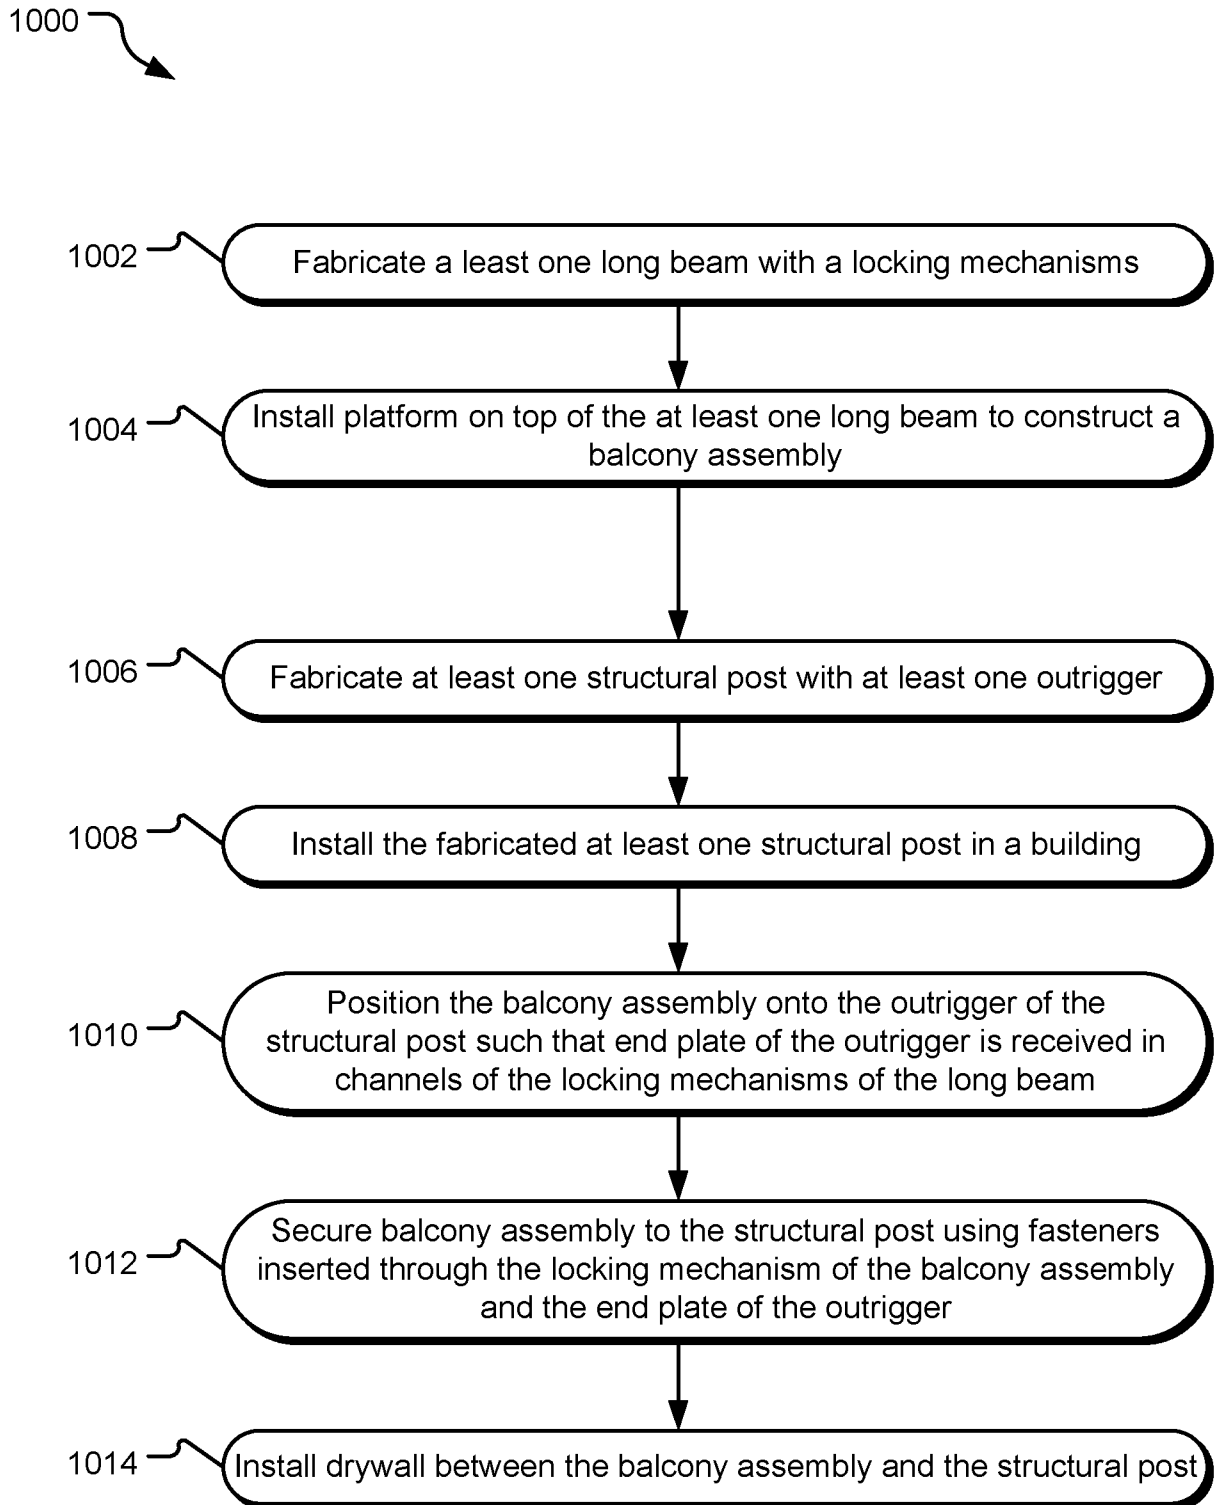 1000
1002
Fabricate a least one long beam with a locking mechanisms
1004
Install platform on top of the at least one long beam to construct a
balcony assembly
1006
Fabricate at least one structural post with at least one outrigger
1008
Install the fabricated at least one structural post in a building
1010
Position the balcony assembly onto the outrigger of the
structural post such that end plate of the outrigger is received in
channels of the locking mechanisms of the long beam
1012
Secure balcony assembly to the structural post using fasteners
inserted through the locking mechanism of the balcony assembly
and the end plate of the outrigger
1014
Install drywall between the balcony assembly and the structural post